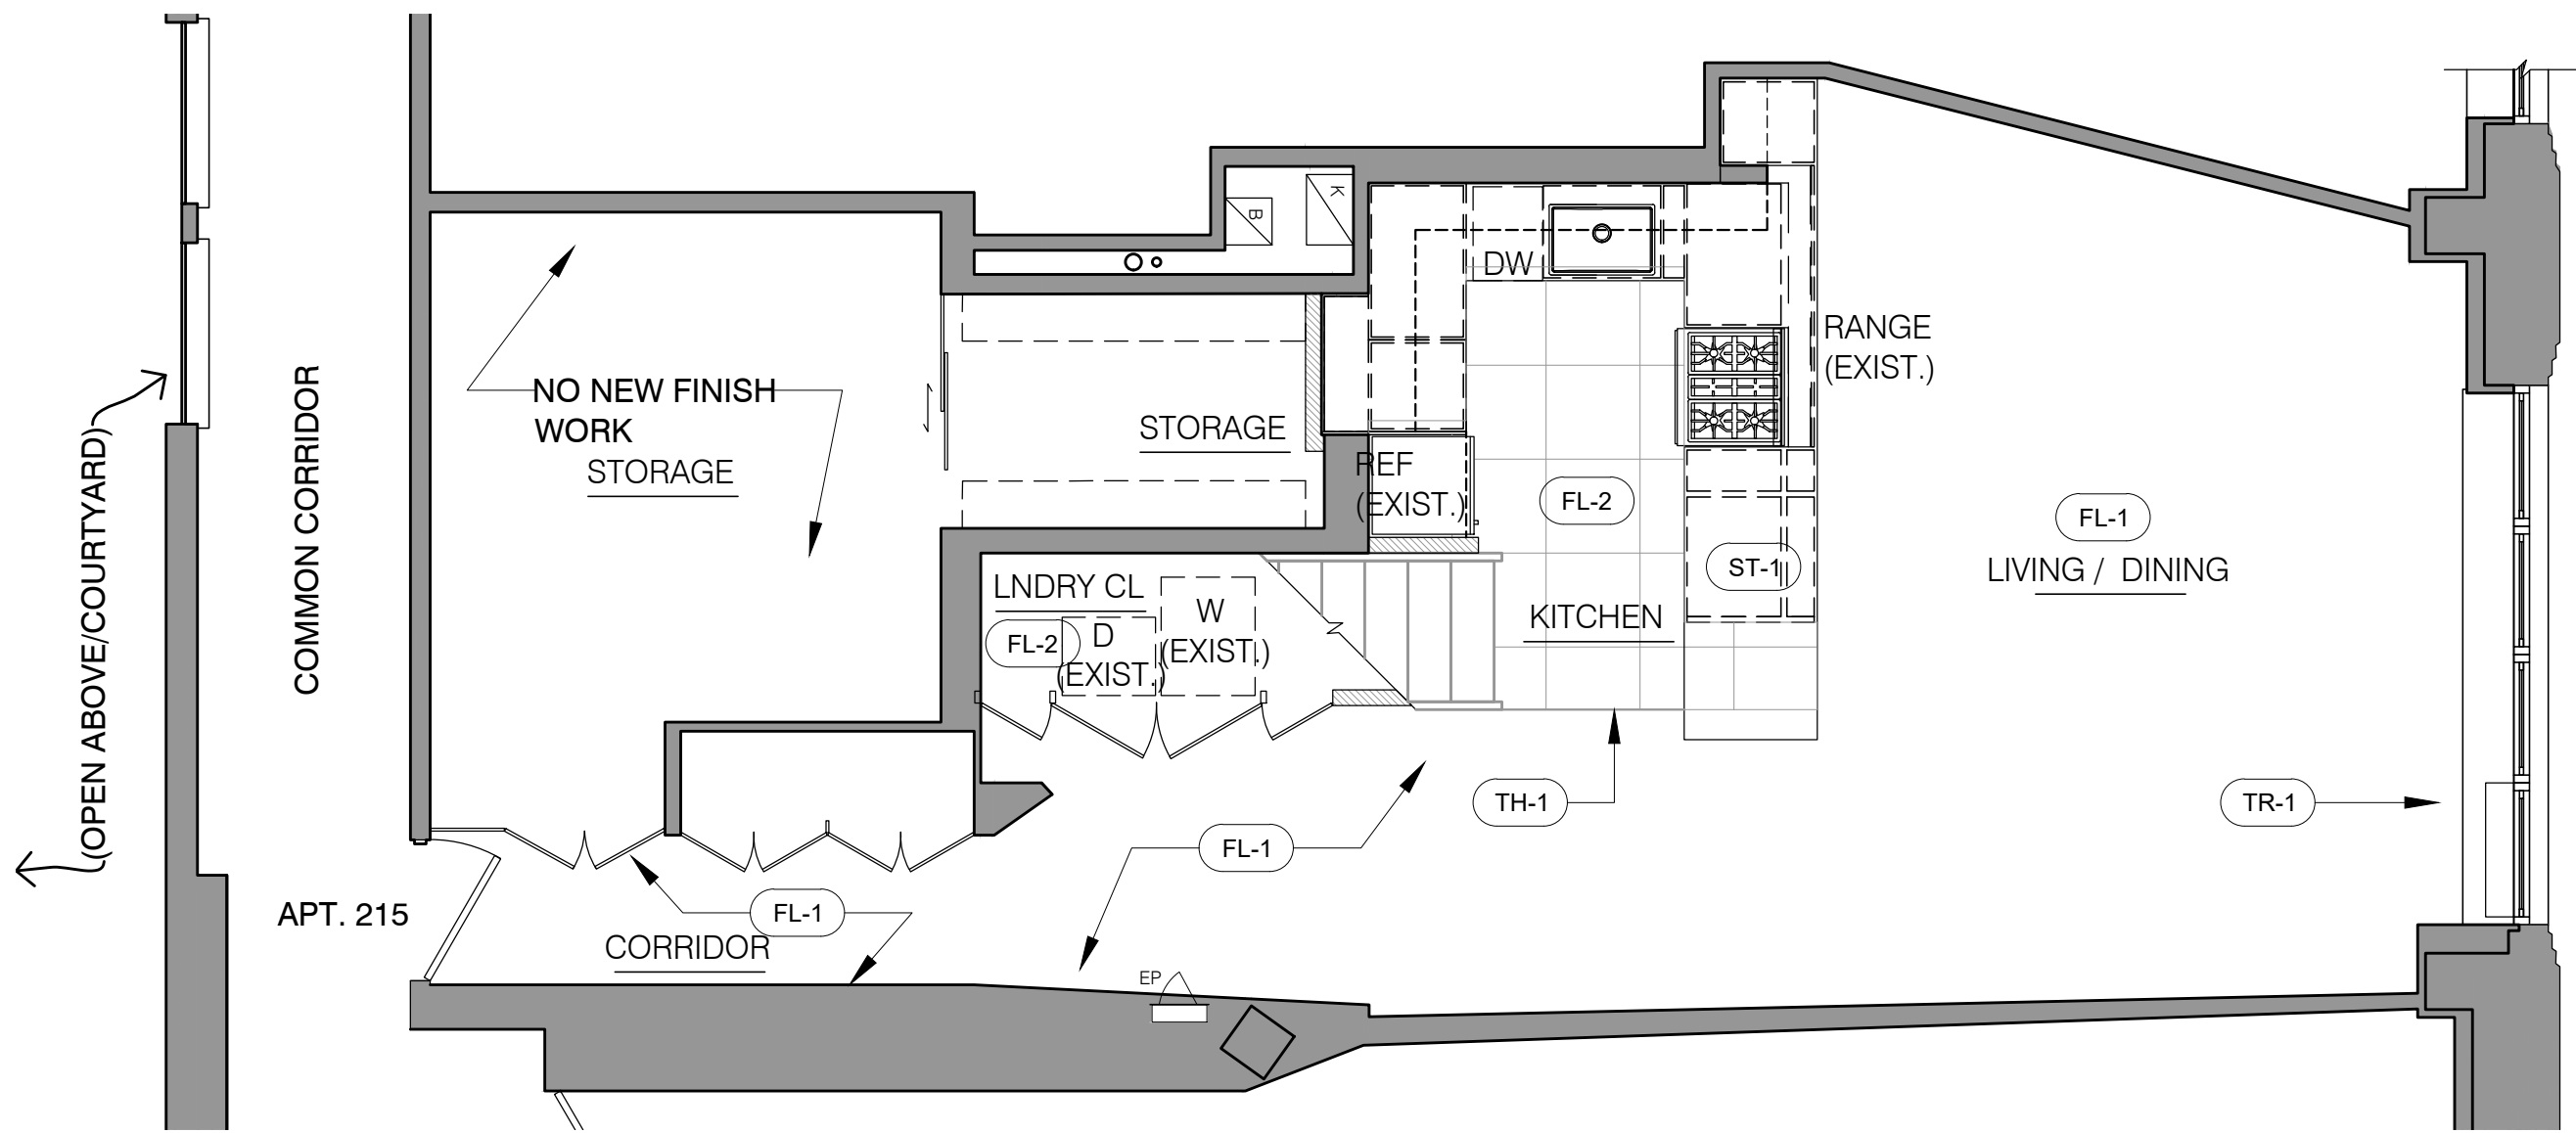 K
B
DW
RANGE
(EXIST.)
COMMON CORRIDOR
(OPEN ABOVE/COURTYARD)
NO NEW FINISH
WORK
STORAGE
STORAGE
REF
(EXIST.)
FL-2
FL-1
LIVING / DINING
ST-1
LNDRY CL
W
(EXIST.)
D
(EXIST.)
FL-2
KITCHEN
TH-1
TR-1
FL-1
FL-1
APT. 215
CORRIDOR
EP